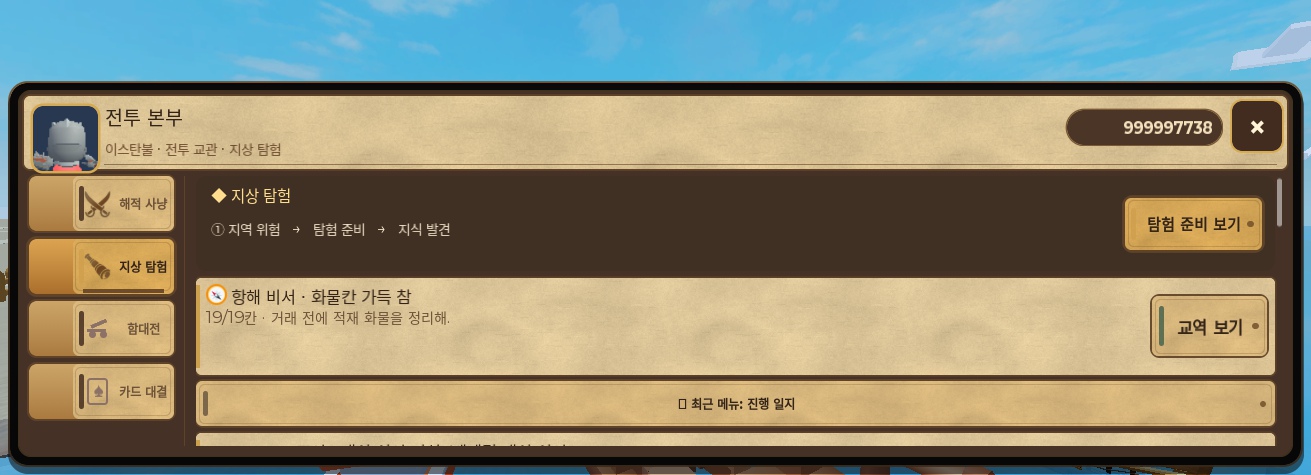 전투 본부
이스탄불 · 전투 교관 · 지상 탐험
999997738
×
해적 사냥
지상 탐험
함대전
카드 대결
◆ 지상 탐험
① 지역 위험 → 탐험 준비 → 지식 발견
탐험 준비 보기
항해 비서 · 화물칸 가득 참
19/19칸 · 거래 전에 적재 화물을 정리해.
교역 보기
최근 메뉴: 진행 일지